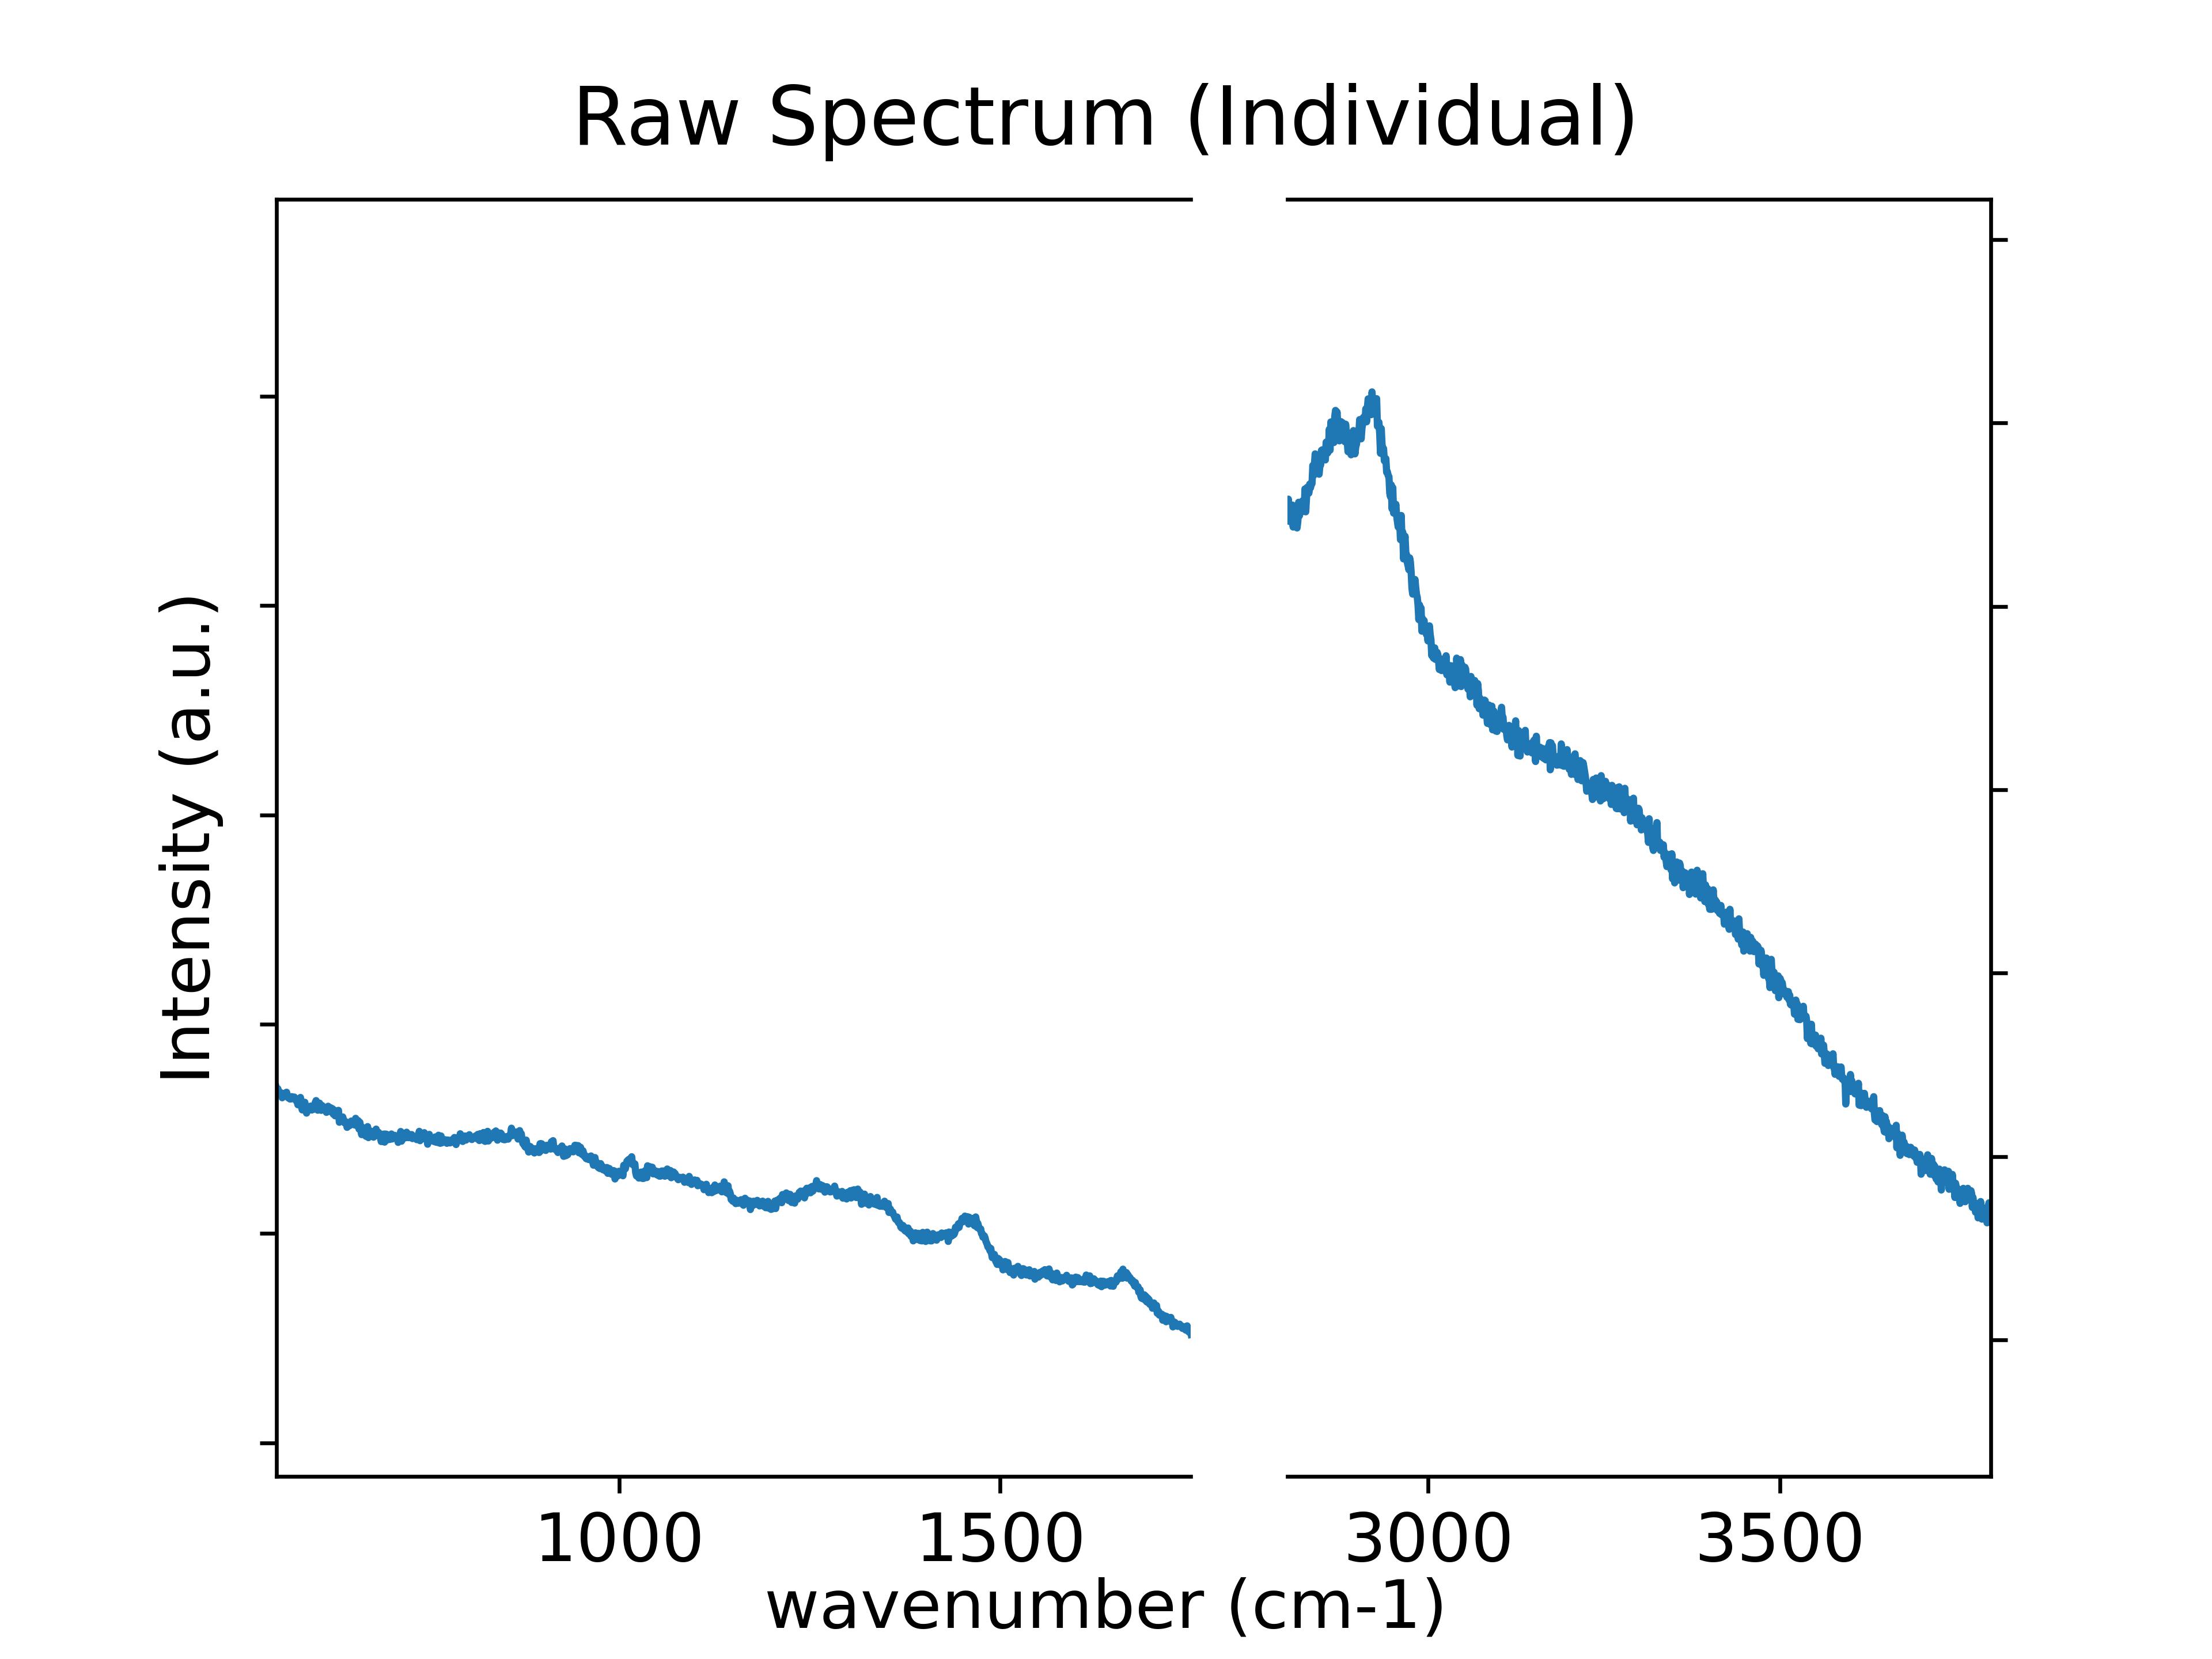 Raw Spectrum (Individual)
Intensity (a.u.)
1000 1500 3000 3500
wavenumber (cm-1)